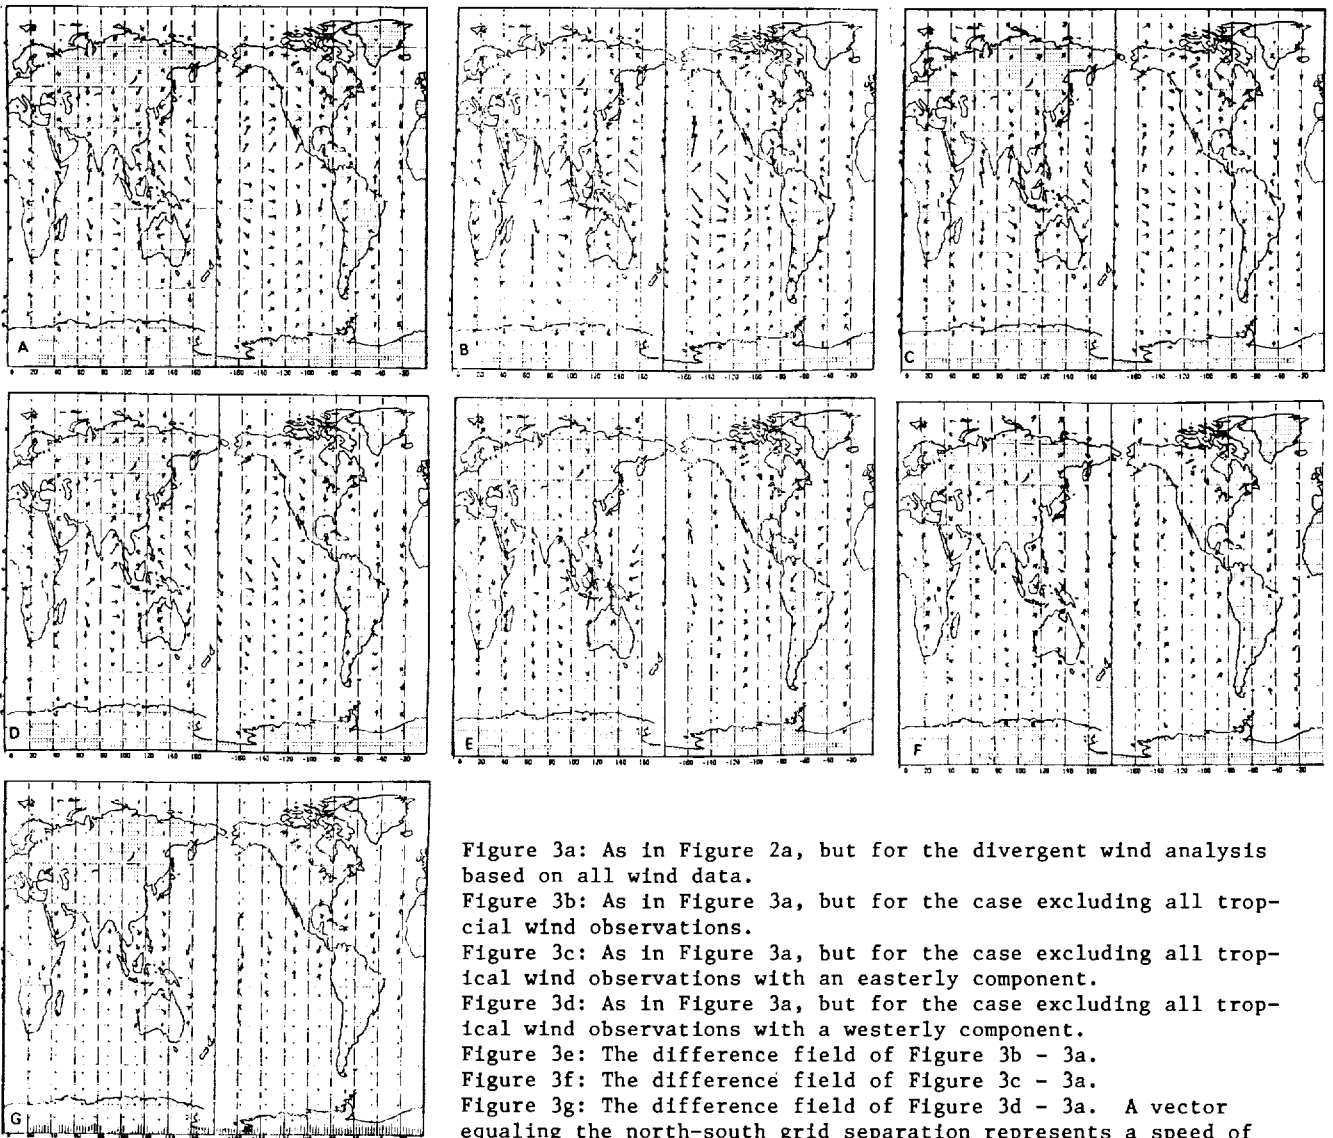 A
B
C
D
E
F
G
Figure 3a: As in Figure 2a, but for the divergent wind analysis
based on all wind data.
Figure 3b: As in Figure 3a, but for the case excluding all trop-
cial wind observations.
Figure 3c: As in Figure 3a, but for the case excluding all trop-
ical wind observations with an easterly component.
Figure 3d: As in Figure 3a, but for the case excluding all trop-
ical wind observations with a westerly component.
Figure 3e: The difference field of Figure 3b - 3a.
Figure 3f: The difference field of Figure 3c - 3a.
Figure 3g: The difference field of Figure 3d - 3a. A vector
equaling the north-south grid separation represents a speed of